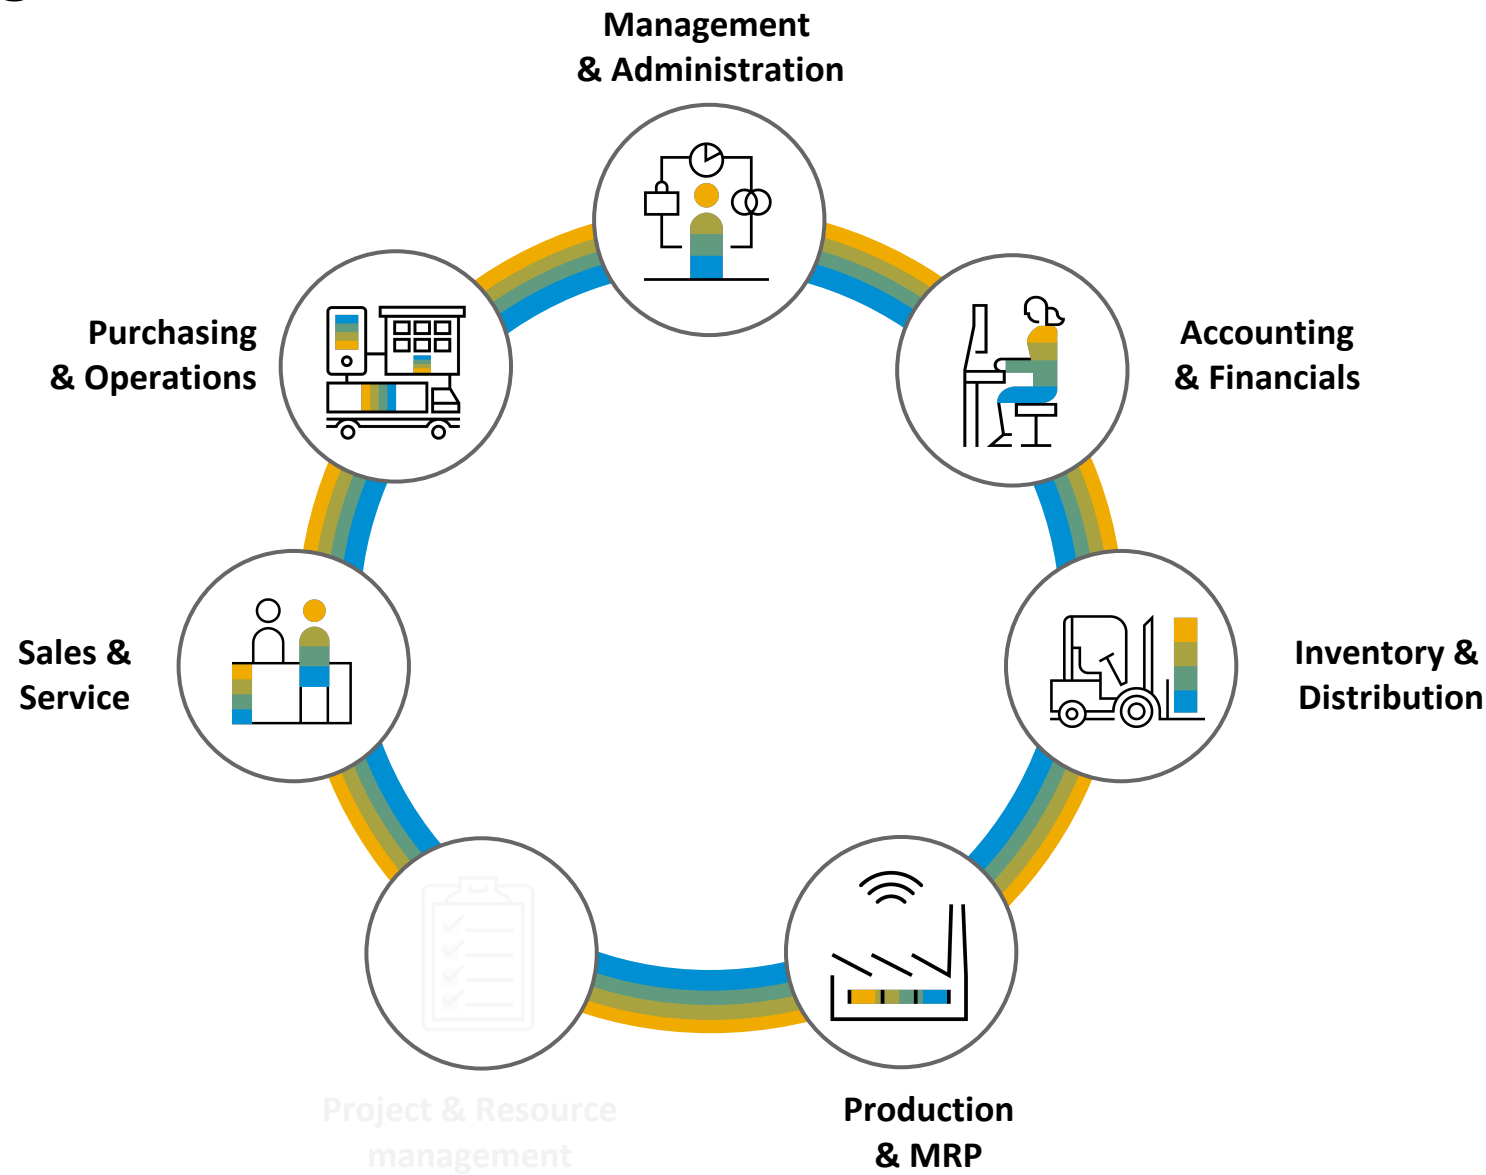 Management
& Administration
Purchasing
& Operations
Accounting
& Financials
Sales &
Service
Inventory &
Distribution
Project & Resource
management
Production
& MRP